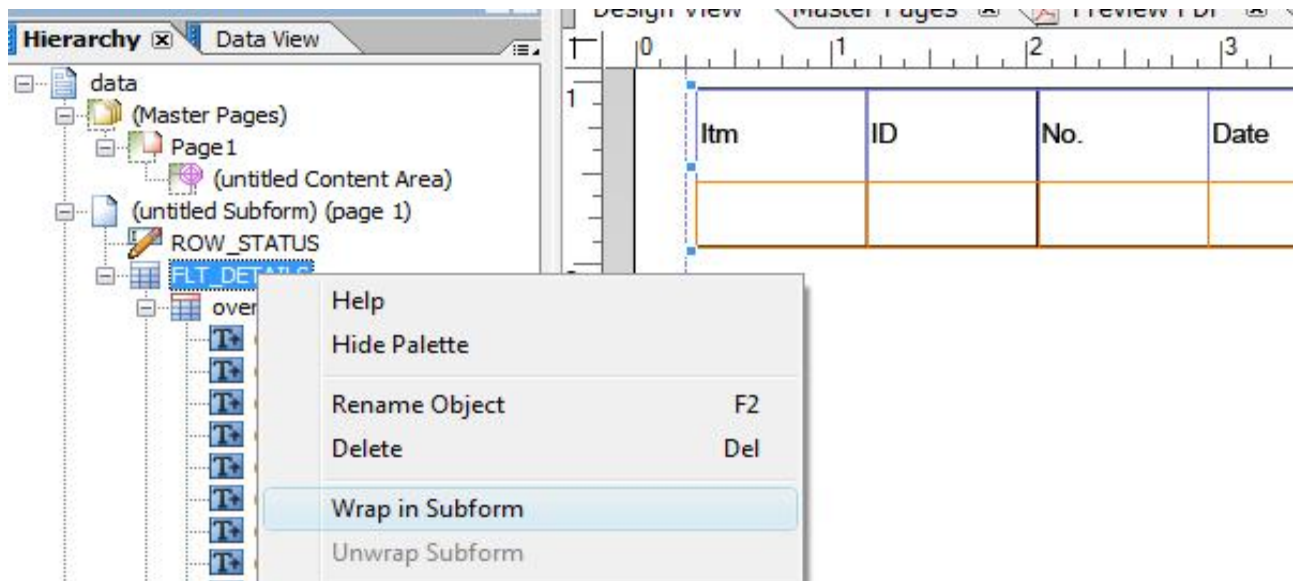 Design View Master Pages Preview PDF
Hierarchy Data View
0 1 2 3
data
1
(Master Pages)
Itm ID No. Date
Page1
(untitled Content Area)
(untitled Subform) (page 1)
ROW_STATUS
FLT_DETAILS
Help
over
Hide Palette
Rename Object F2
Delete Del
Wrap in Subform
Unwrap Subform